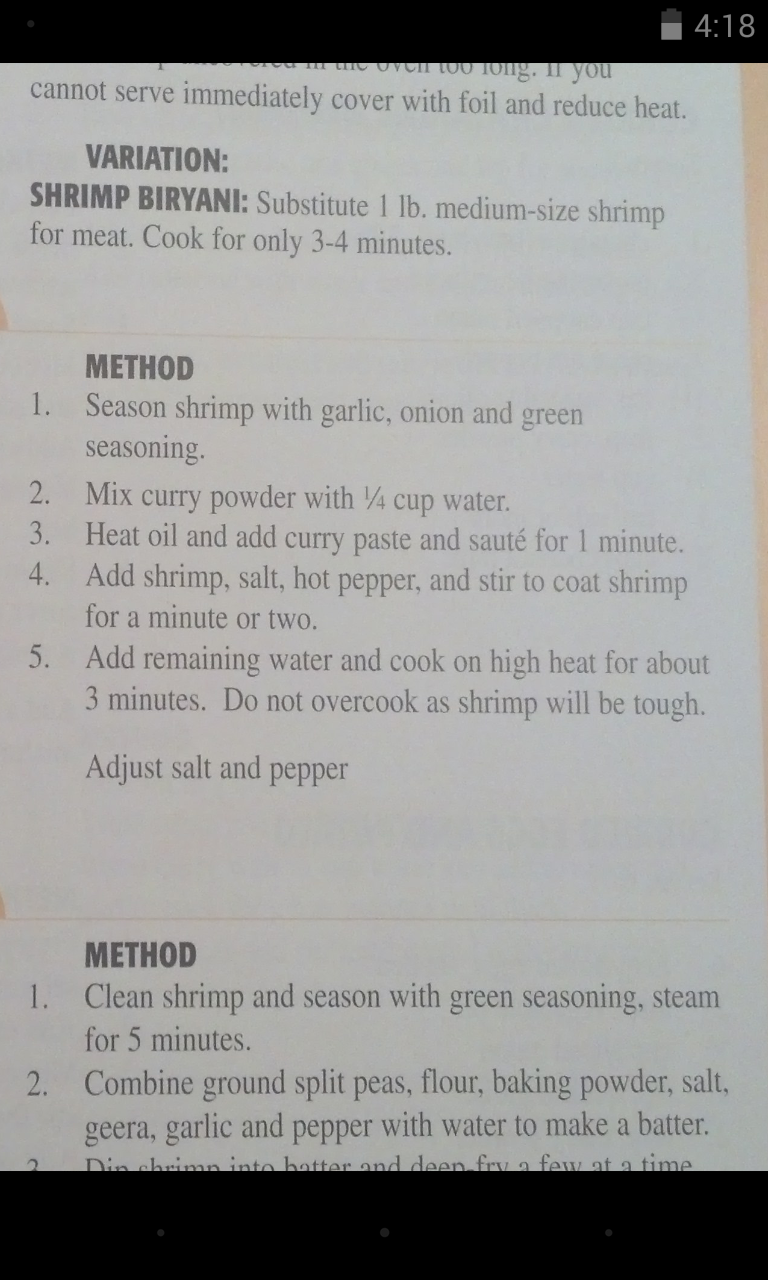 4:18
uncovered in the oven too long. If you
cannot serve immediately cover with foil and reduce heat.
VARIATION:
SHRIMP BIRYANI: Substitute 1 lb. medium-size shrimp
for meat. Cook for only 3-4 minutes.
METHOD
1. Season shrimp with garlic, onion and green
seasoning.
2. Mix curry powder with ¼ cup water.
3. Heat oil and add curry paste and sauté for 1 minute.
4. Add shrimp, salt, hot pepper, and stir to coat shrimp
for a minute or two.
5. Add remaining water and cook on high heat for about
3 minutes. Do not overcook as shrimp will be tough.
Adjust salt and pepper
METHOD
1. Clean shrimp and season with green seasoning, steam
for 5 minutes.
2. Combine ground split peas, flour, baking powder, salt,
geera, garlic and pepper with water to make a batter.
3. Dip shrimp into batter and deep-fry a few at a time